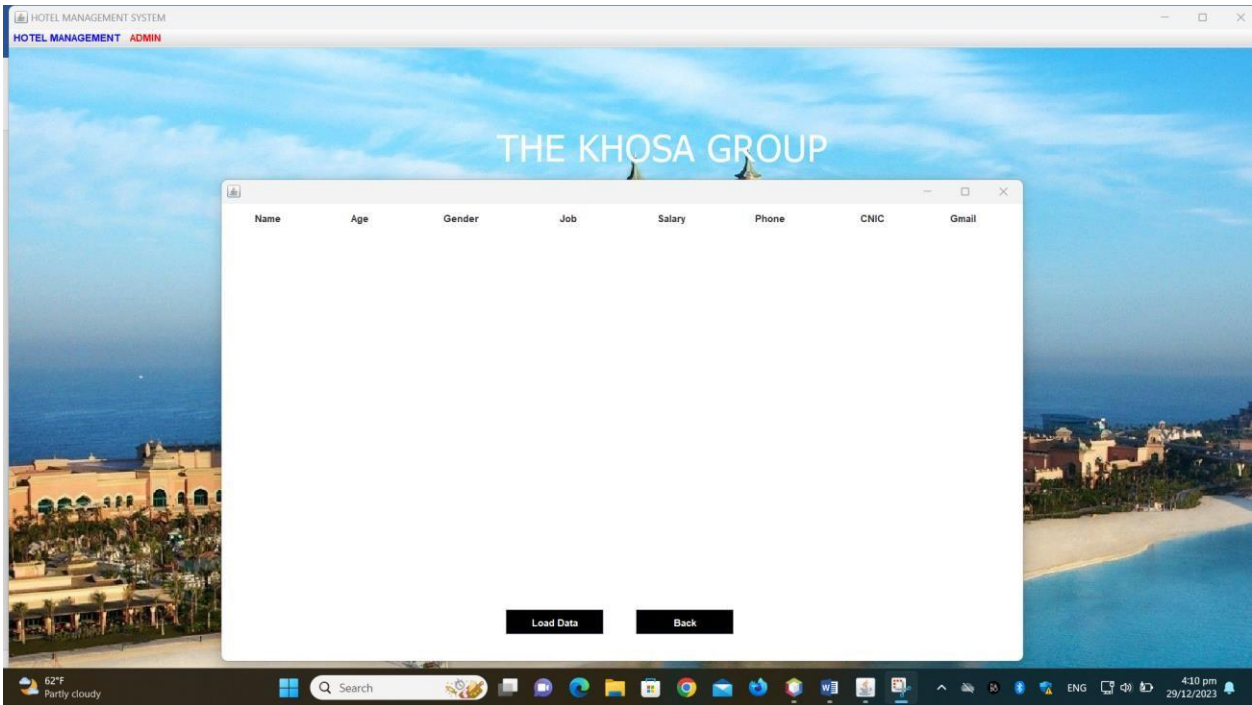 HOTEL MANAGEMENT SYSTEM
HOTEL MANAGEMENT ADMIN
THE KHOSA GROUP
Name Age Gender Job Salary Phone CNIC Gmail
Load Data Back
62°F
Partly cloudy
Search
ENG
4:10 pm
29/12/2023